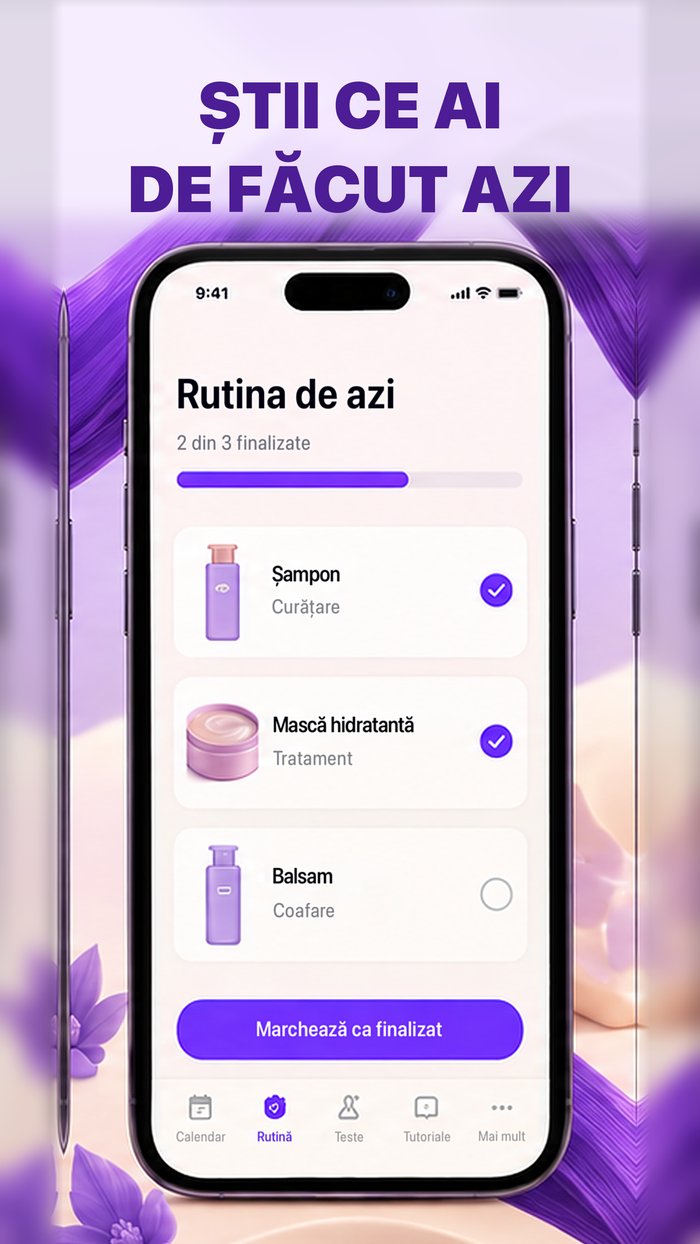 ȘTII CE AI
DE FĂCUT AZI
9:41
Rutina de azi
2 din 3 finalizate
Șampon
Curățare
Mască hidratantă
Tratament
Balsam
Coafare
Marchează ca finalizat
Calendar
Rutină
Teste
Tutoriale
Mai mult